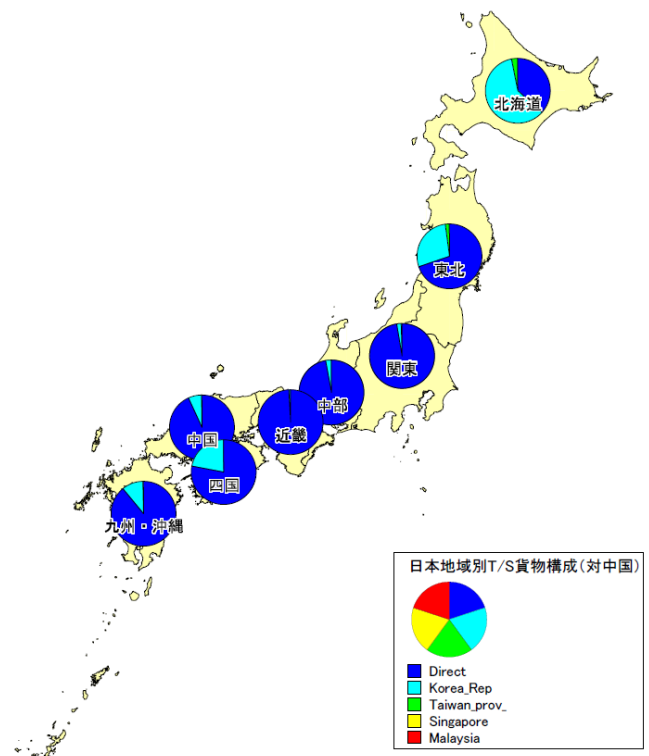 北海道
東北
関東
中部
近畿
中国
四国
九州・沖縄
日本地域別T/S貨物構成(対中国)
Direct
Korea_Rep
Taiwan_prov_
Singapore
Malaysia